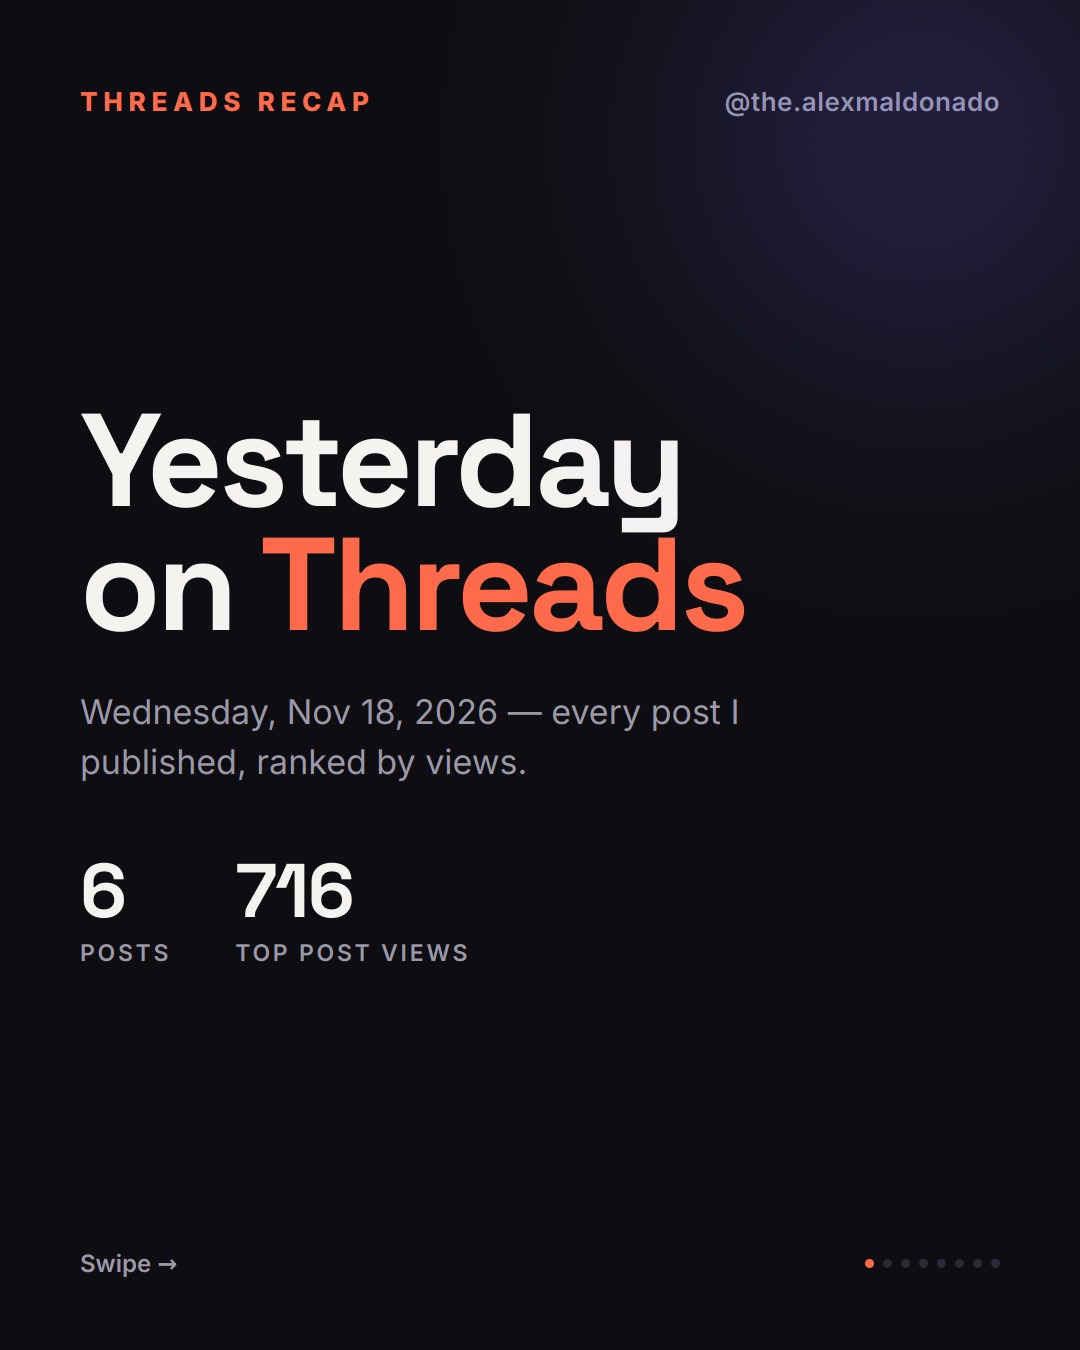 THREADS RECAP
@the.alexmaldonado
Yesterday
on Threads
Wednesday, Nov 18, 2026 — every post I
published, ranked by views.
6
POSTS
716
TOP POST VIEWS
Swipe →